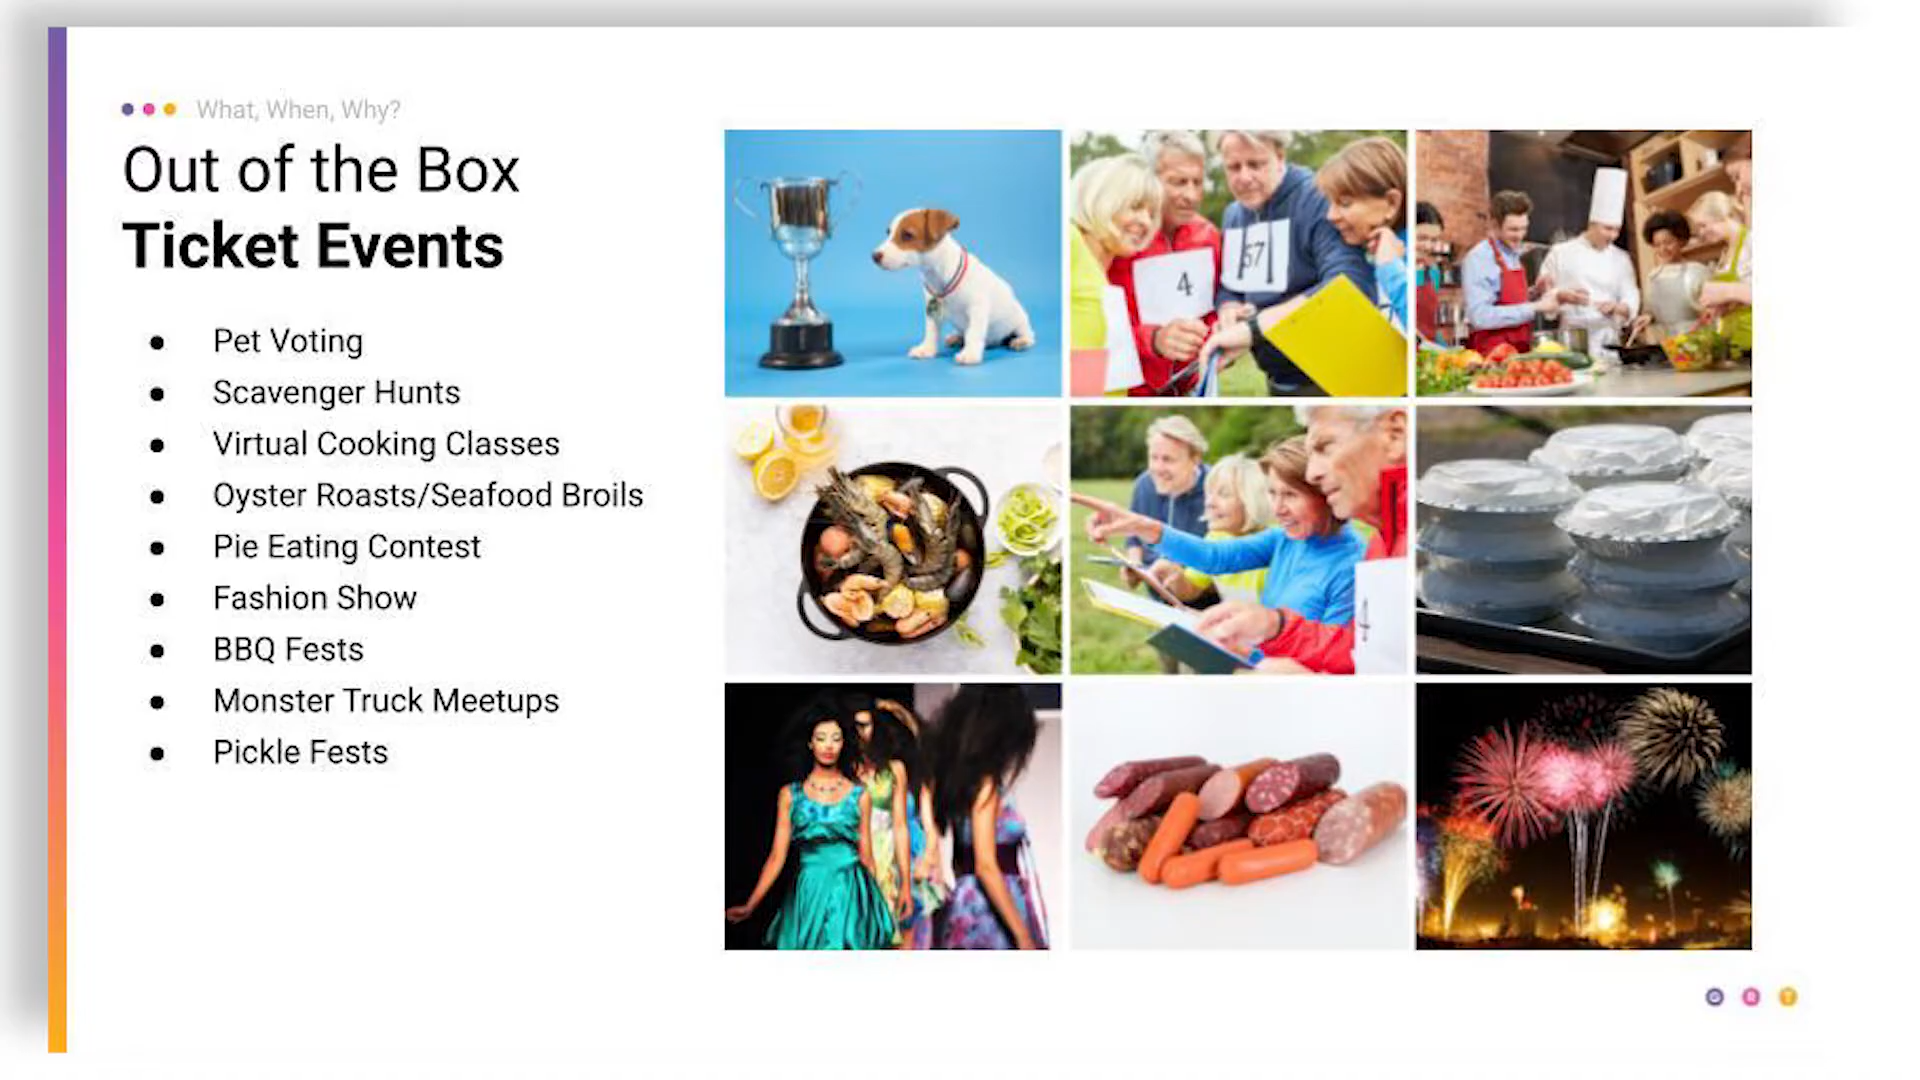 What, When, Why?
Out of the Box
Ticket Events
Pet Voting
Scavenger Hunts
Virtual Cooking Classes
Oyster Roasts/Seafood Broils
Pie Eating Contest
Fashion Show
BBQ Fests
Monster Truck Meetups
Pickle Fests
4
57
4